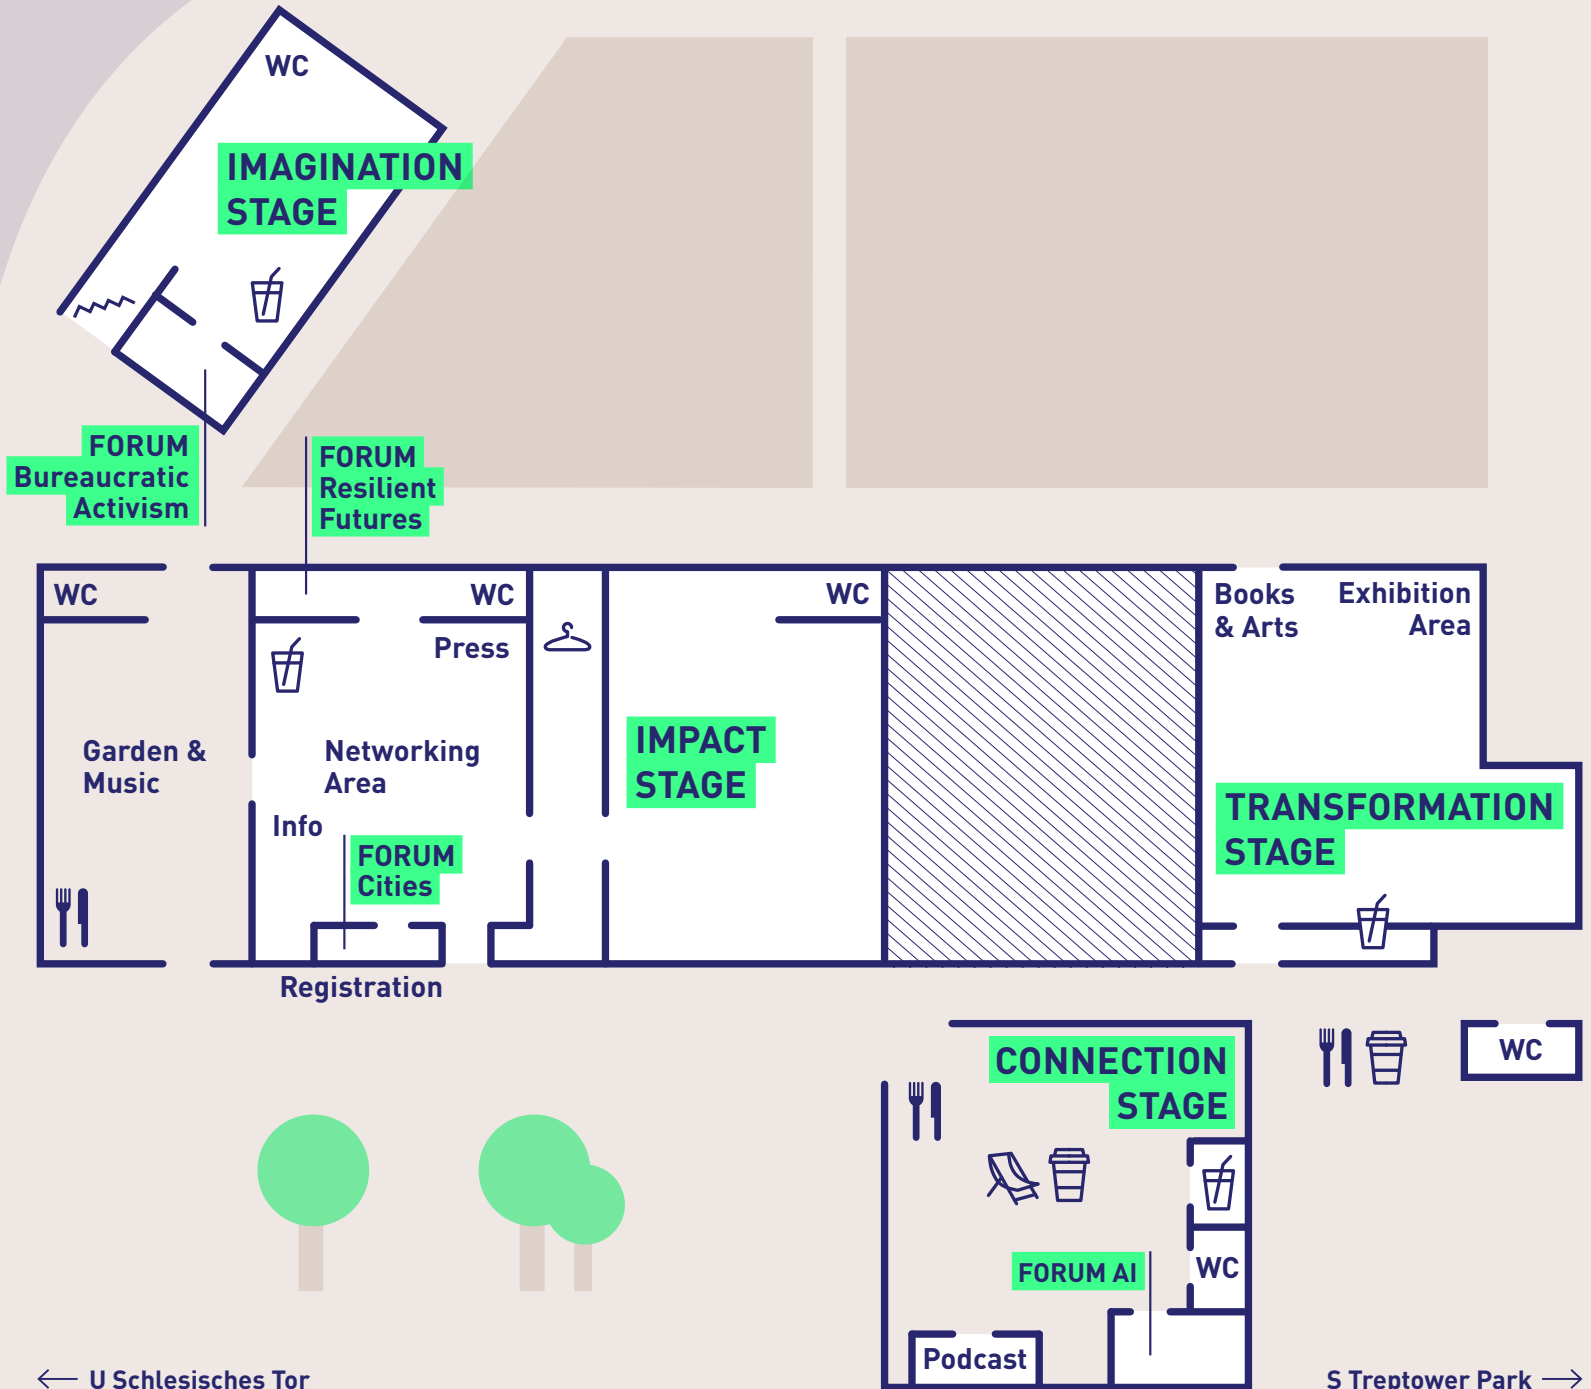 WC
IMAGINATION
STAGE
FORUM
Bureaucratic
Activism
FORUM
Resilient
Futures
WC
WC
Press
WC
Books
& Arts
Exhibition
Area
Garden &
Music
Networking
Area
Info
FORUM
Cities
IMPACT
STAGE
TRANSFORMATION
STAGE
Registration
CONNECTION
STAGE
WC
WC
FORUM AI
Podcast
U Schlesisches Tor
S Treptower Park